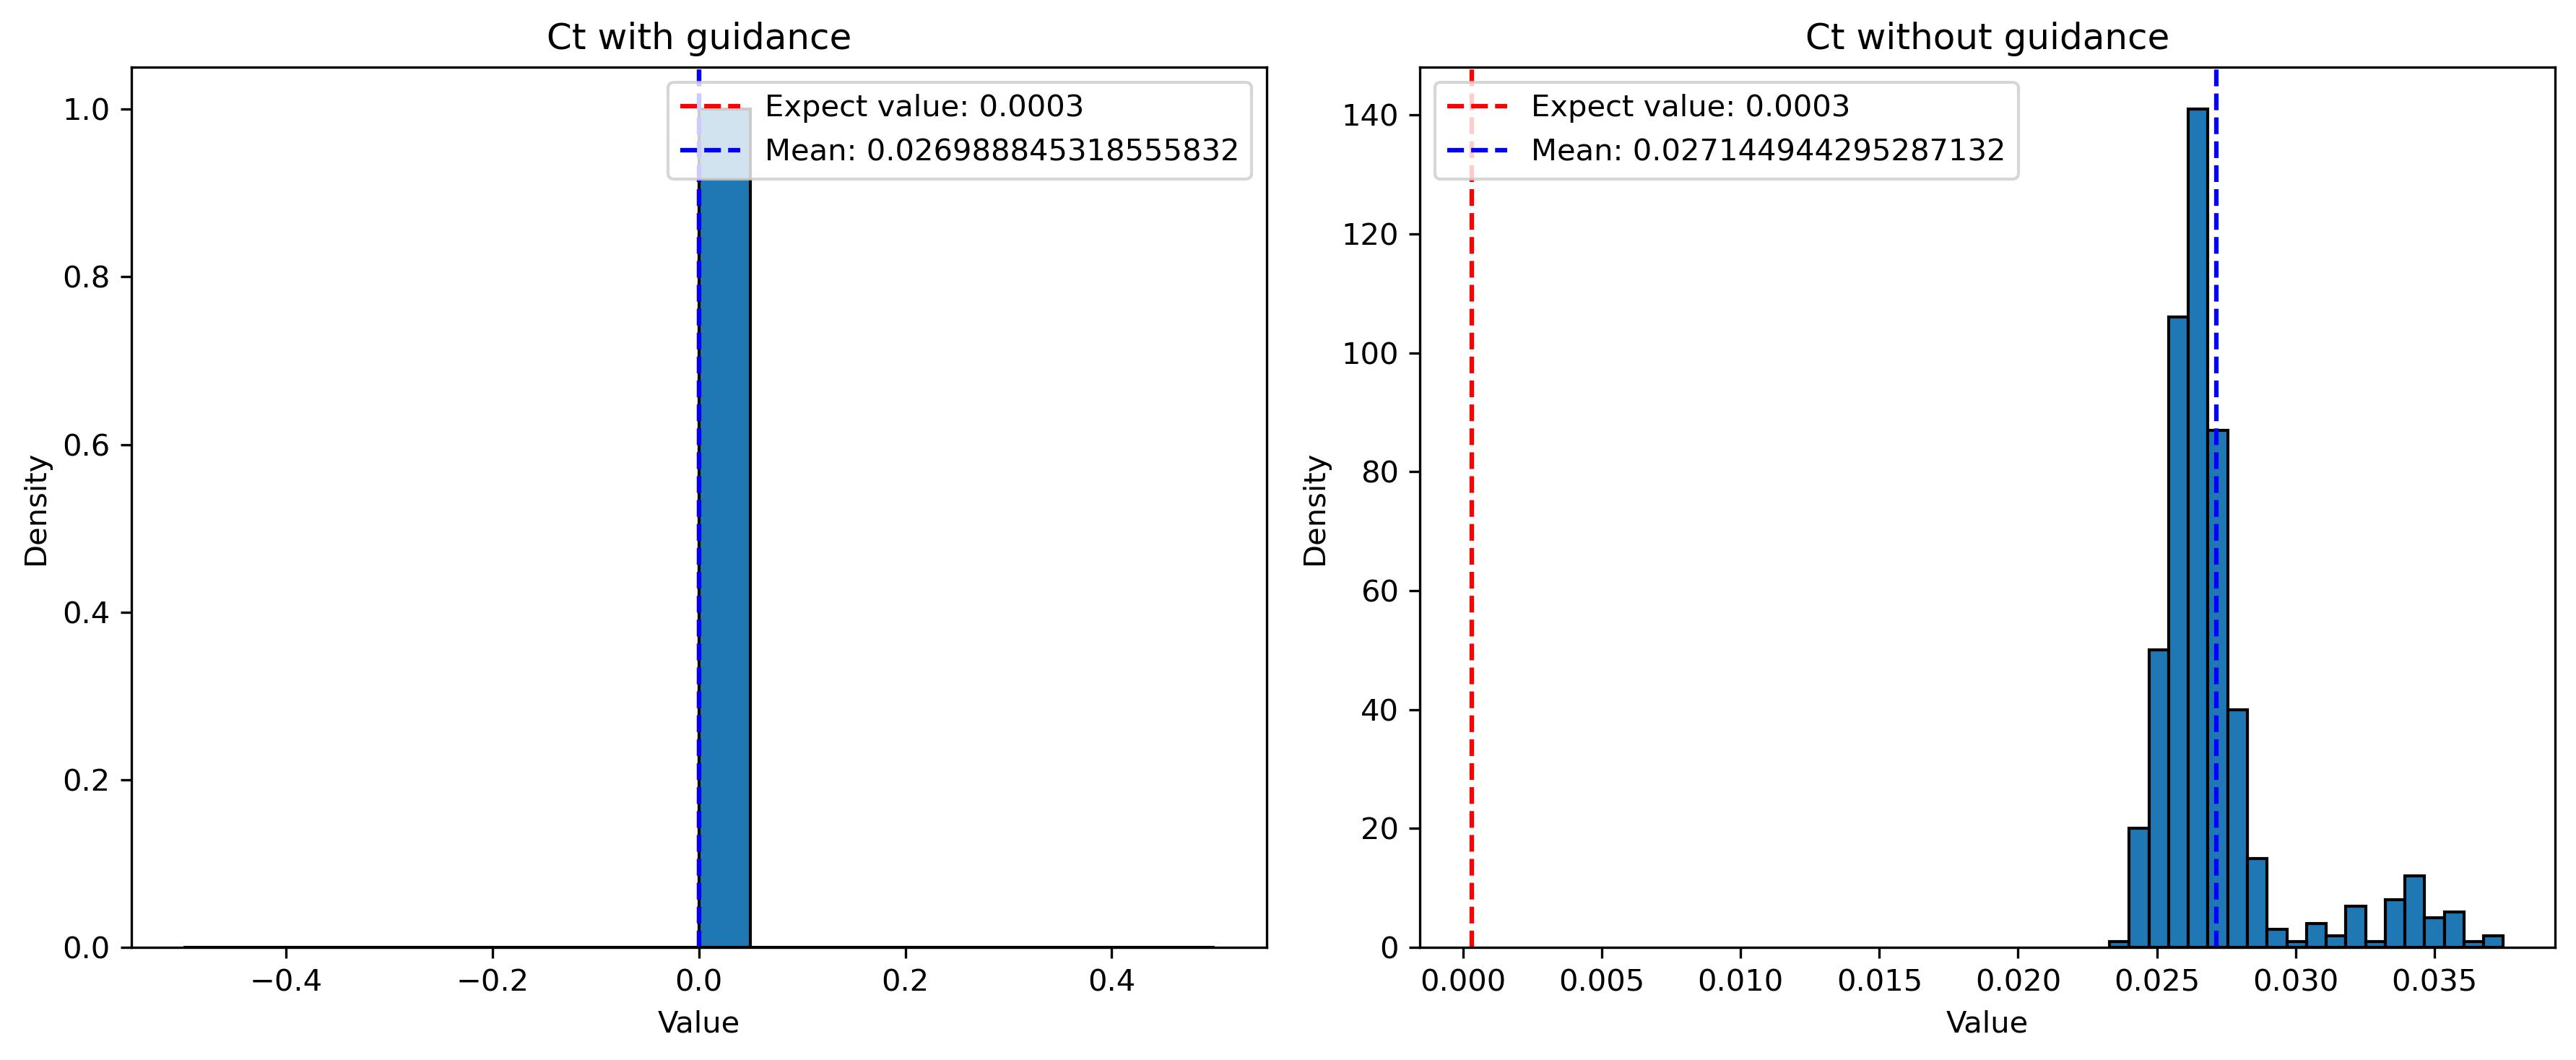 Ct with guidance
Expect value: 0.0003
Mean: 0.026988845318555832
Density
1.0
0.8
0.6
0.4
0.2
0.0
−0.4
−0.2
0.0
0.2
0.4
Value
Ct without guidance
Expect value: 0.0003
Mean: 0.027144944295287132
Density
140
120
100
80
60
40
20
0
0.000
0.005
0.010
0.015
0.020
0.025
0.030
0.035
Value